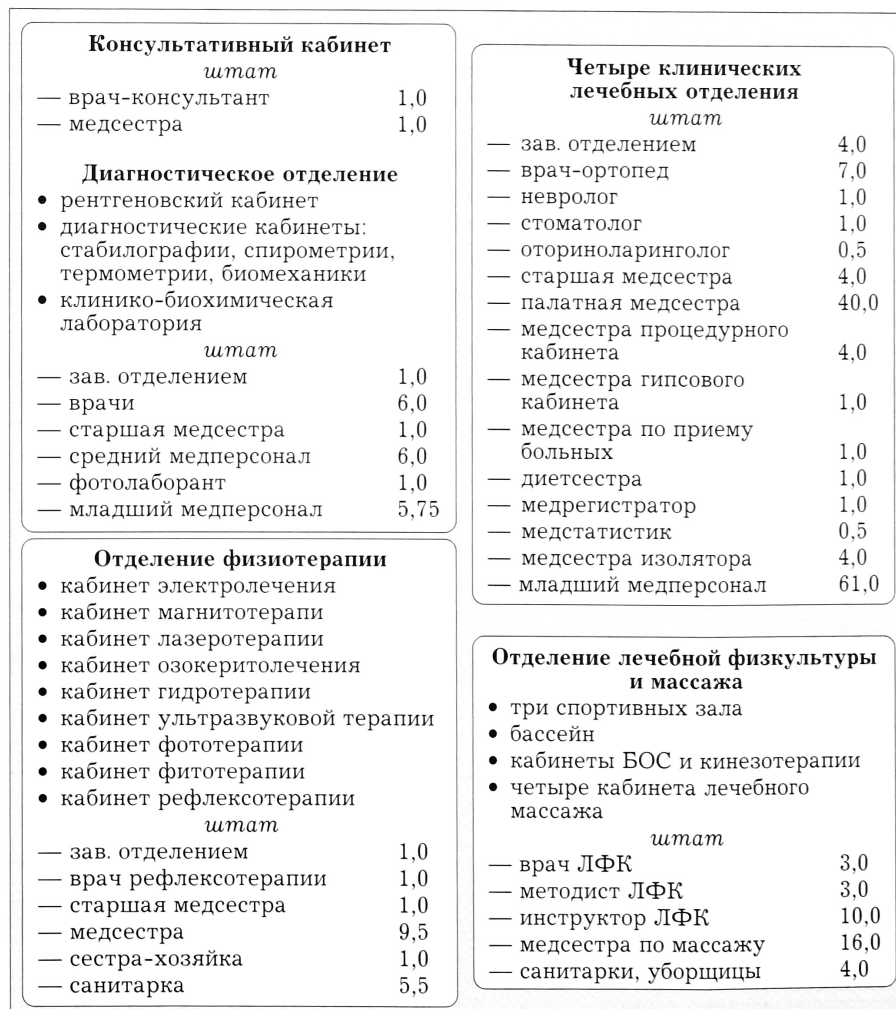 Консультативный кабинет
штат
— врач-консультант 1,0
— медсестра 1,0
Диагностическое отделение
• рентгеновский кабинет
• диагностические кабинеты:
стабилографии, спирометрии,
термометрии, биомеханики
• клинико-биохимическая
лаборатория
штат
— зав. отделением 1,0
— врачи 6,0
— старшая медсестра 1,0
— средний медперсонал 6,0
— фотолаборант 1,0
— младший медперсонал 5,75
Отделение физиотерапии
• кабинет электролечения
• кабинет магнитотерапи
• кабинет лазеротерапии
• кабинет озокеритолечения
• кабинет гидротерапии
• кабинет ультразвуковой терапии
• кабинет фототерапии
• кабинет фитотерапии
• кабинет рефлексотерапии
штат
— зав. отделением 1,0
— врач рефлексотерапии 1,0
— старшая медсестра 1,0
— медсестра 9,5
— сестра-хозяйка 1,0
— санитарка 5,5
Четыре клинических
лечебных отделения
штат
— зав. отделением 4,0
— врач-ортопед 7,0
— невролог 1,0
— стоматолог 1,0
— оториноларинголог 0,5
— старшая медсестра 4,0
— палатная медсестра 40,0
— медсестра процедурного
кабинета 4,0
— медсестра гипсового
кабинета 1,0
— медсестра по приему
больных 1,0
— диетсестра 1,0
— медрегистратор 1,0
— медстатистик 0,5
— медсестра изолятора 4,0
— младший медперсонал 61,0
Отделение лечебной физкультуры
и массажа
• три спортивных зала
• бассейн
• кабинеты БОС и кинезотерапии
• четыре кабинета лечебного
массажа
штат
— врач ЛФК 3,0
— методист ЛФК 3,0
— инструктор ЛФК 10,0
— медсестра по массажу 16,0
— санитарки, уборщицы 4,0